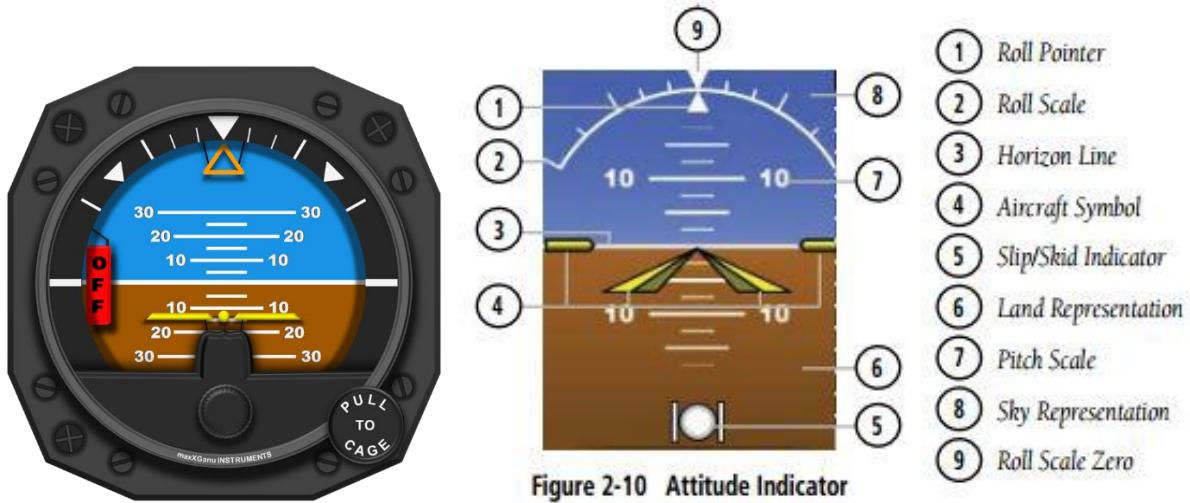 30 30
20 20
10 10
OFF
10 10
20 20
30 30
PULL
TO
CAGE
maxXGanu INSTRUMENTS
9
1
8
2
10 10
7
3
4
10 10
6
5
Figure 2-10 Attitude Indicator
1 Roll Pointer
2 Roll Scale
3 Horizon Line
4 Aircraft Symbol
5 Slip/Skid Indicator
6 Land Representation
7 Pitch Scale
8 Sky Representation
9 Roll Scale Zero